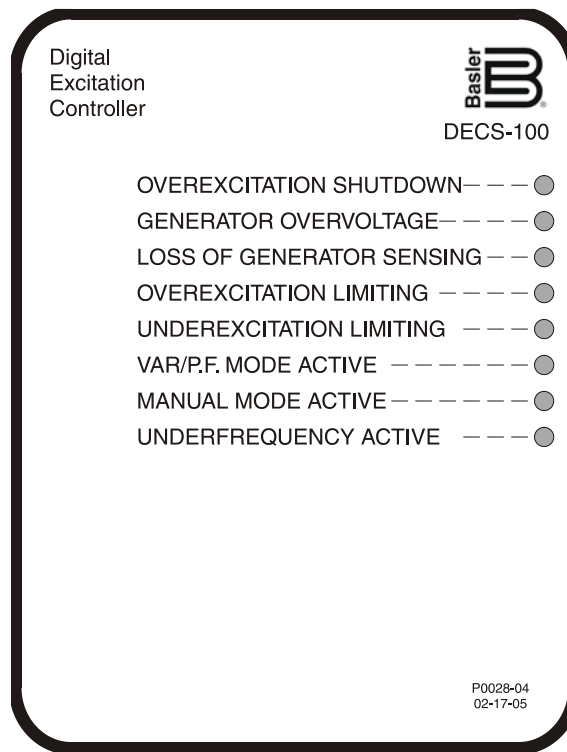 Digital
Excitation
Controller
Basler
DECS-100
OVEREXCITATION SHUTDOWN
GENERATOR OVERVOLTAGE
LOSS OF GENERATOR SENSING
OVEREXCITATION LIMITING
UNDEREXCITATION LIMITING
VAR/P.F. MODE ACTIVE
MANUAL MODE ACTIVE
UNDERFREQUENCY ACTIVE
P0028-04
02-17-05